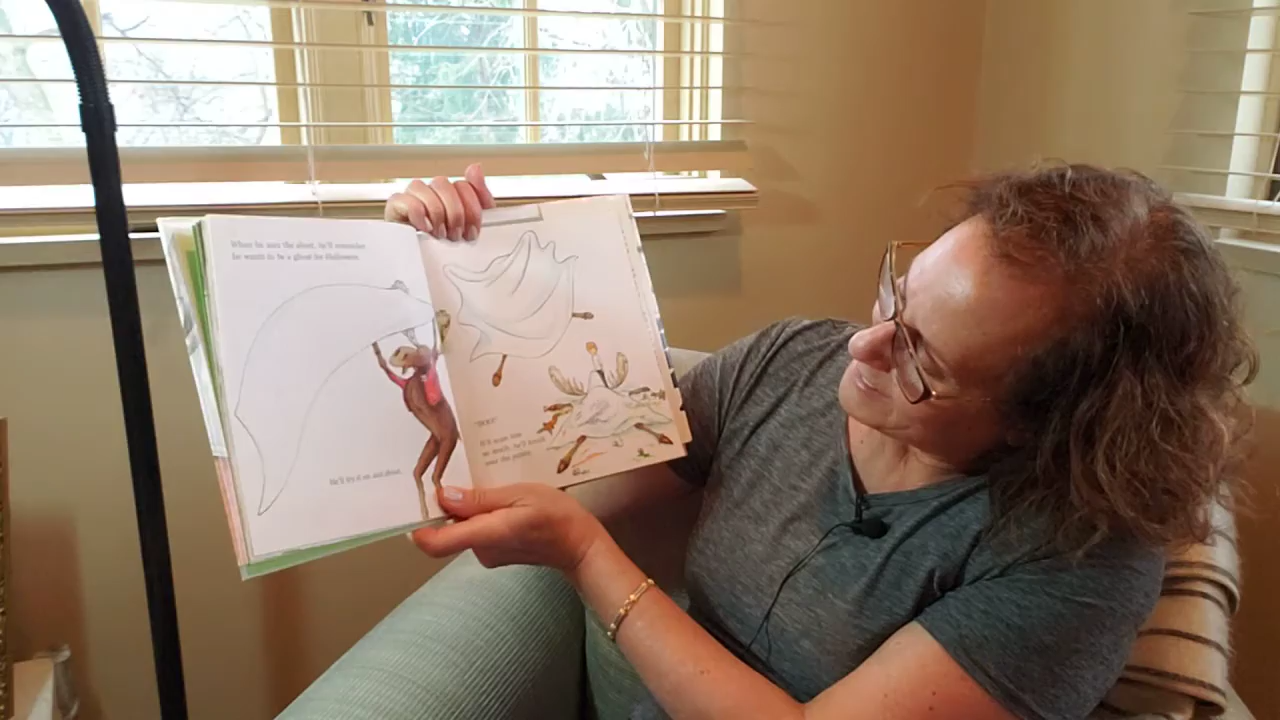 When he sees the sheet, he'll remember
he wants to be a ghost for Halloween.
He'll try it on and shout,
"BOO!"
It'll scare him
so much, he'll knock
over the paints.